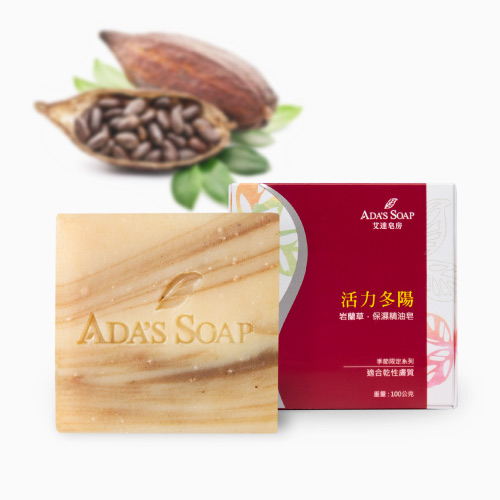 ADA'S SOAP
艾達皂房
活力冬陽
岩蘭草・保濕精油皂
季節限定系列
適合乾性膚質
重量：100公克
ADA'S SOAP